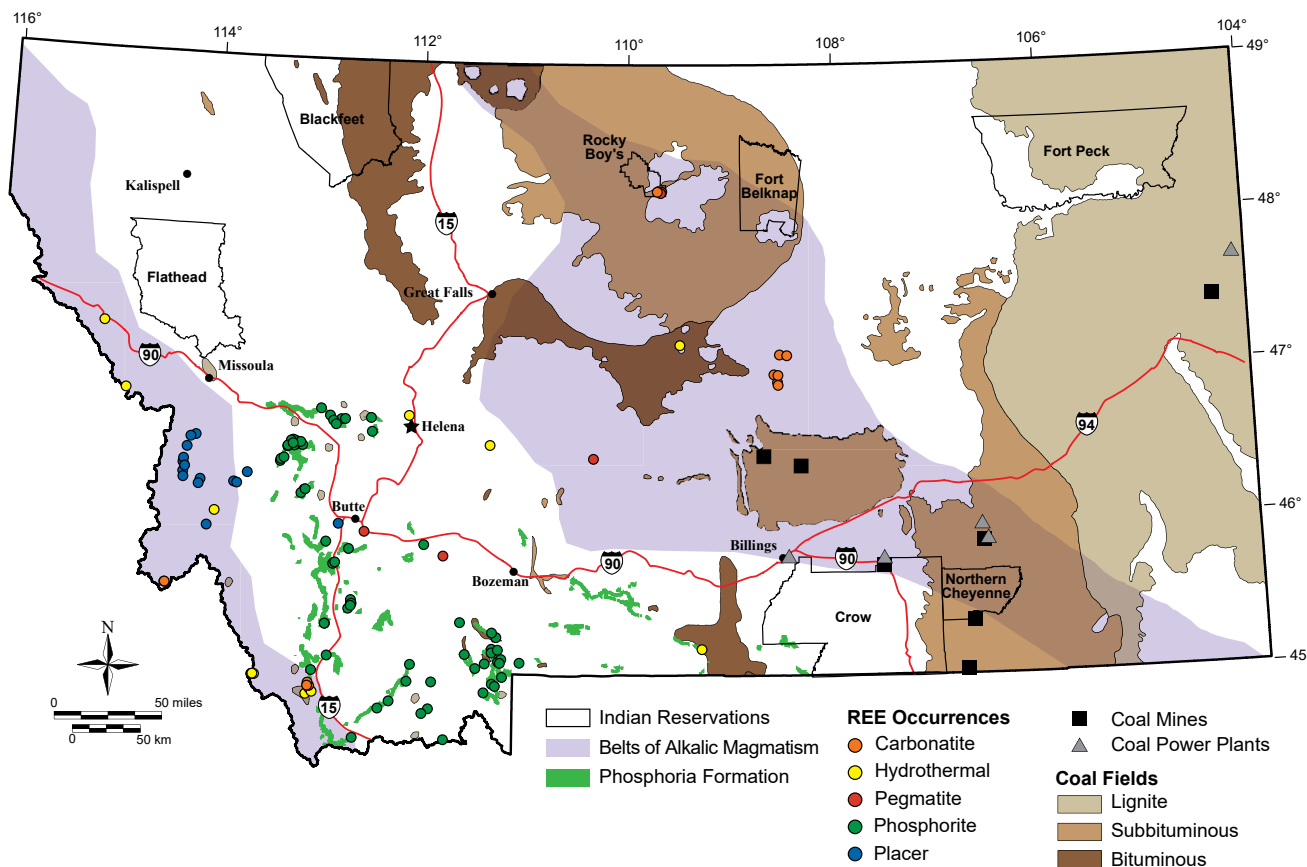 116°
114°
112°
110°
108°
106°
104°
49°
Blackfeet
Rocky
Boy's
Fort
Belknap
Fort Peck
Kalispell
48°
15
Flathead
Great Falls
90
Missoula
47°
Helena
94
46°
Butte
Billings
90
90
Bozeman
Northern
Cheyenne
Crow
N
45
15
0
50 miles
0
50 km
Indian Reservations
Belts of Alkalic Magmatism
Phosphoria Formation
REE Occurrences
Carbonatite
Hydrothermal
Pegmatite
Phosphorite
Placer
Coal Mines
Coal Power Plants
Coal Fields
Lignite
Subbituminous
Bituminous